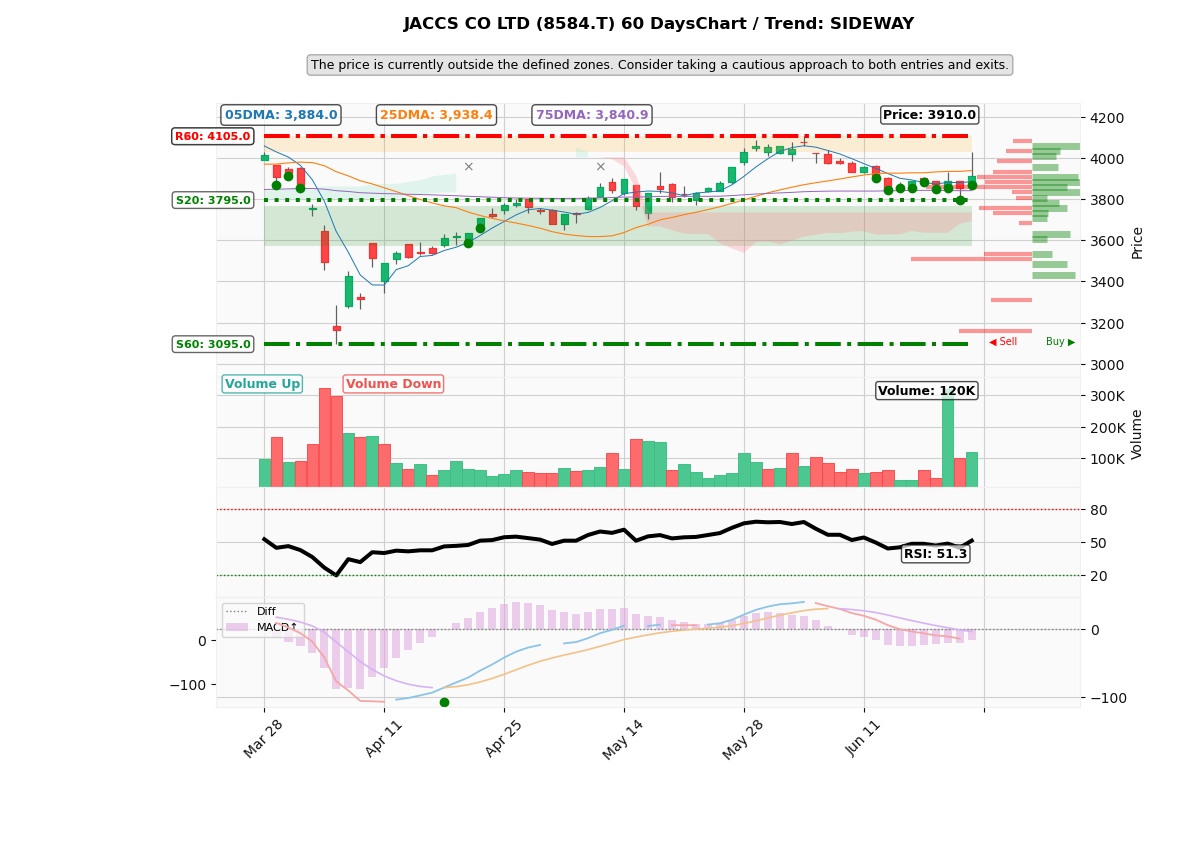 JACCS CO LTD (8584.T) 60 DaysChart / Trend: SIDEWAY
The price is currently outside the defined zones. Consider taking a cautious approach to both entries and exits.
05DMA: 3,884.0
25DMA: 3,938.4
75DMA: 3,840.9
Price: 3910.0
R60: 4105.0
S20: 3795.0
S60: 3095.0
4200
4000
3800
3600
3400
3200
3000
Price
◀ Sell
Buy ▶
Volume Up
Volume Down
Volume: 120K
300K
200K
100K
Volume
80
50
20
RSI: 51.3
Diff
MACD↑
0
−100
0
−100
Mar 28
Apr 11
Apr 25
May 14
May 28
Jun 11